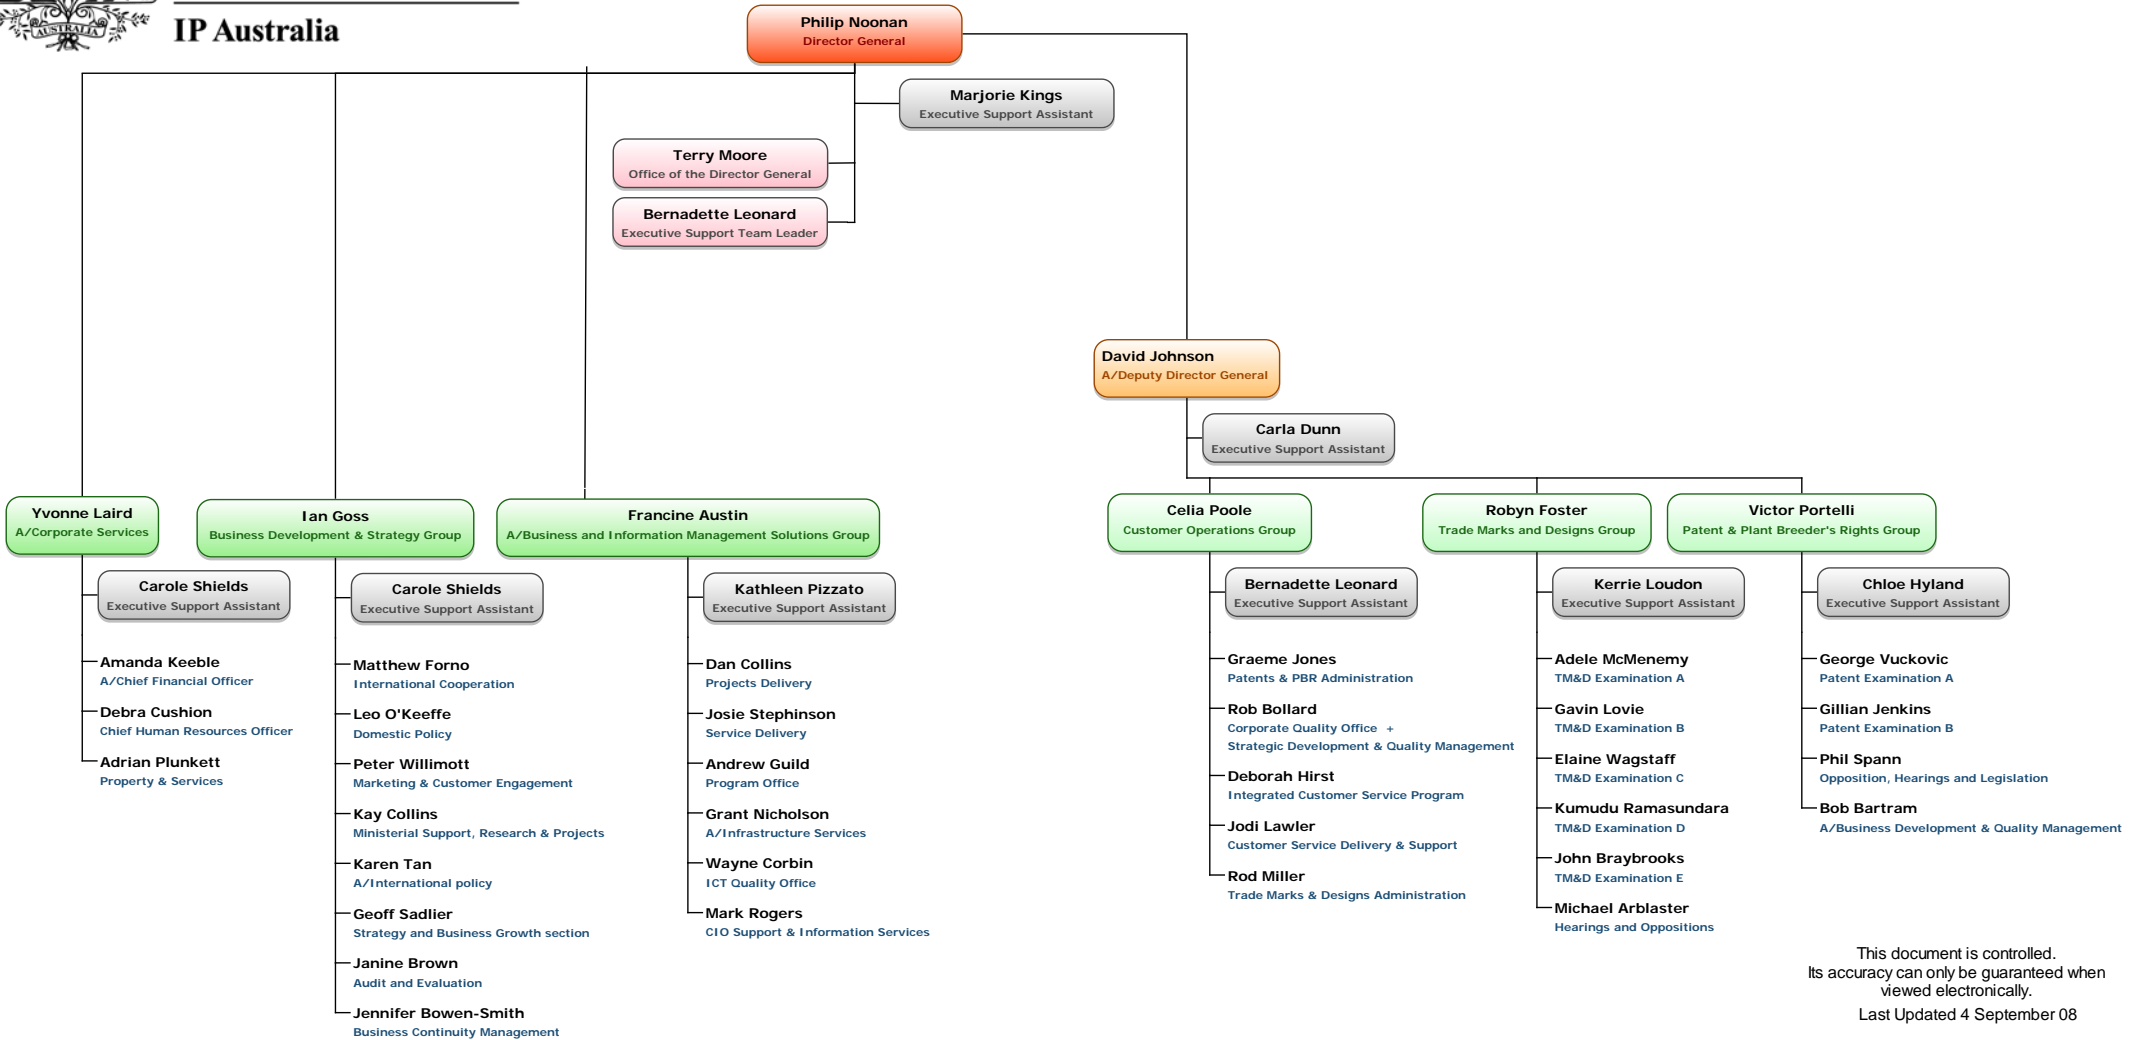 AUSTRALIA
IP Australia
Philip Noonan
Director General
Marjorie Kings
Executive Support Assistant
Terry Moore
Office of the Director General
Bernadette Leonard
Executive Support Team Leader
David Johnson
A/Deputy Director General
Carla Dunn
Executive Support Assistant
Yvonne Laird
A/Corporate Services
Carole Shields
Executive Support Assistant
Amanda Keeble
A/Chief Financial Officer
Debra Cushion
Chief Human Resources Officer
Adrian Plunkett
Property & Services
Ian Goss
Business Development & Strategy Group
Carole Shields
Executive Support Assistant
Matthew Forno
International Cooperation
Leo O'Keeffe
Domestic Policy
Peter Willimott
Marketing & Customer Engagement
Kay Collins
Ministerial Support, Research & Projects
Karen Tan
A/International policy
Geoff Sadlier
Strategy and Business Growth section
Janine Brown
Audit and Evaluation
Jennifer Bowen-Smith
Business Continuity Management
Francine Austin
A/Business and Information Management Solutions Group
Kathleen Pizzato
Executive Support Assistant
Dan Collins
Projects Delivery
Josie Stephinson
Service Delivery
Andrew Guild
Program Office
Grant Nicholson
A/Infrastructure Services
Wayne Corbin
ICT Quality Office
Mark Rogers
CIO Support & Information Services
Celia Poole
Customer Operations Group
Bernadette Leonard
Executive Support Assistant
Graeme Jones
Patents & PBR Administration
Rob Bollard
Corporate Quality Office +
Strategic Development & Quality Management
Deborah Hirst
Integrated Customer Service Program
Jodi Lawler
Customer Service Delivery & Support
Rod Miller
Trade Marks & Designs Administration
Robyn Foster
Trade Marks and Designs Group
Kerrie Loudon
Executive Support Assistant
Adele McMenemy
TM&D Examination A
Gavin Lovie
TM&D Examination B
Elaine Wagstaff
TM&D Examination C
Kumudu Ramasundara
TM&D Examination D
John Braybrooks
TM&D Examination E
Michael Arblaster
Hearings and Oppositions
Victor Portelli
Patent & Plant Breeder's Rights Group
Chloe Hyland
Executive Support Assistant
George Vuckovic
Patent Examination A
Gillian Jenkins
Patent Examination B
Phil Spann
Opposition, Hearings and Legislation
Bob Bartram
A/Business Development & Quality Management
This document is controlled.
Its accuracy can only be guaranteed when
viewed electronically.
Last Updated 4 September 08